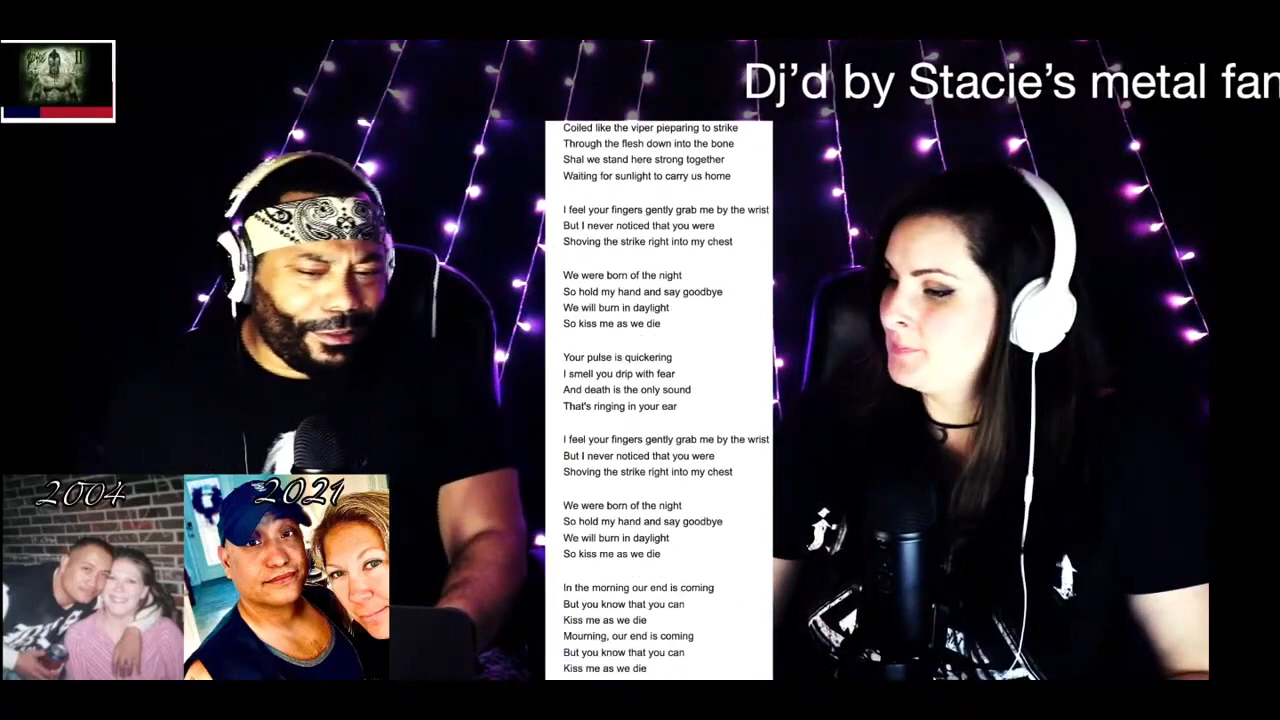 Dj’d by Stacie’s metal fan
Coiled like the viper pieparing to strike
Through the flesh down into the bone
Shal we stand here strong together
Waiting for sunlight to carry us home
I feel your fingers gently grab me by the wrist
But I never noticed that you were
Shoving the strike right into my chest
We were born of the night
So hold my hand and say goodbye
We will burn in daylight
So kiss me as we die
Your pulse is quickering
I smell you drip with fear
And death is the only sound
That's ringing in your ear
I feel your fingers gently grab me by the wrist
But I never noticed that you were
Shoving the strike right into my chest
We were born of the night
So hold my hand and say goodbye
We will burn in daylight
So kiss me as we die
In the morning our end is coming
But you know that you can
Kiss me as we die
Mourning, our end is coming
But you know that you can
Kiss me as we die
2004
2021